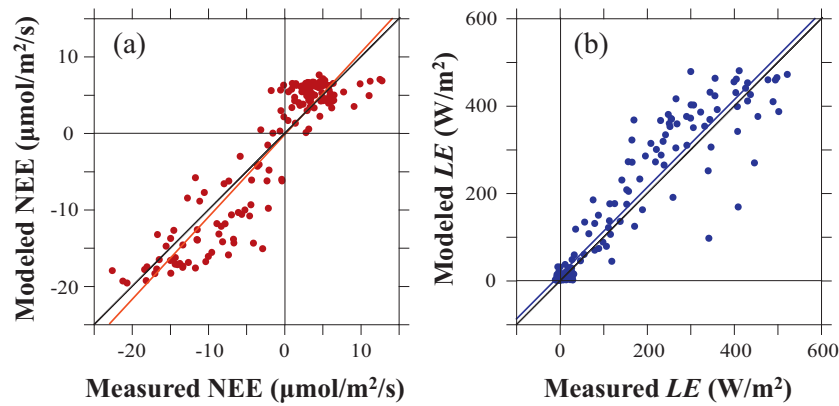 (a)
Modeled NEE (μmol/m²/s)
10
0
-10
-20
-20
-10
0
10
Measured NEE (μmol/m²/s)
(b)
Modeled LE (W/m²)
600
400
200
0
0
200
400
600
Measured LE (W/m²)